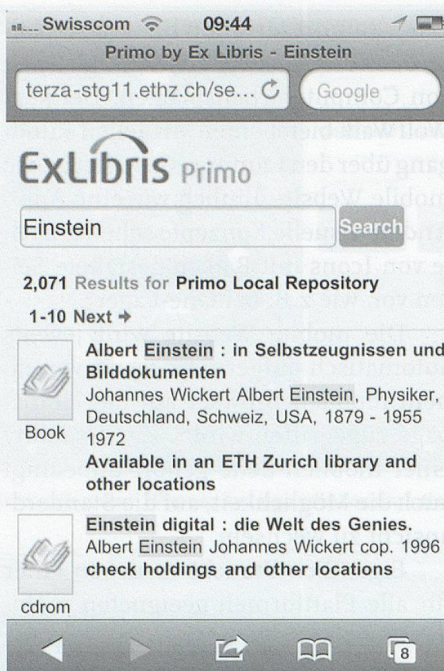 Swisscom 09:44
Primo by Ex Libris - Einstein
terza-stg11.ethz.ch/se... Google
ExLibris Primo
Einstein Search
2,071 Results for Primo Local Repository
1-10 Next →
Albert Einstein : in Selbstzeugnissen und
Bilddokumenten
Johannes Wickert Albert Einstein, Physiker,
Deutschland, Schweiz, USA, 1879 - 1955
1972
Book
Available in an ETH Zurich library and
other locations
Einstein digital : die Welt des Genies.
Albert Einstein Johannes Wickert cop. 1996
check holdings and other locations
cdrom
8